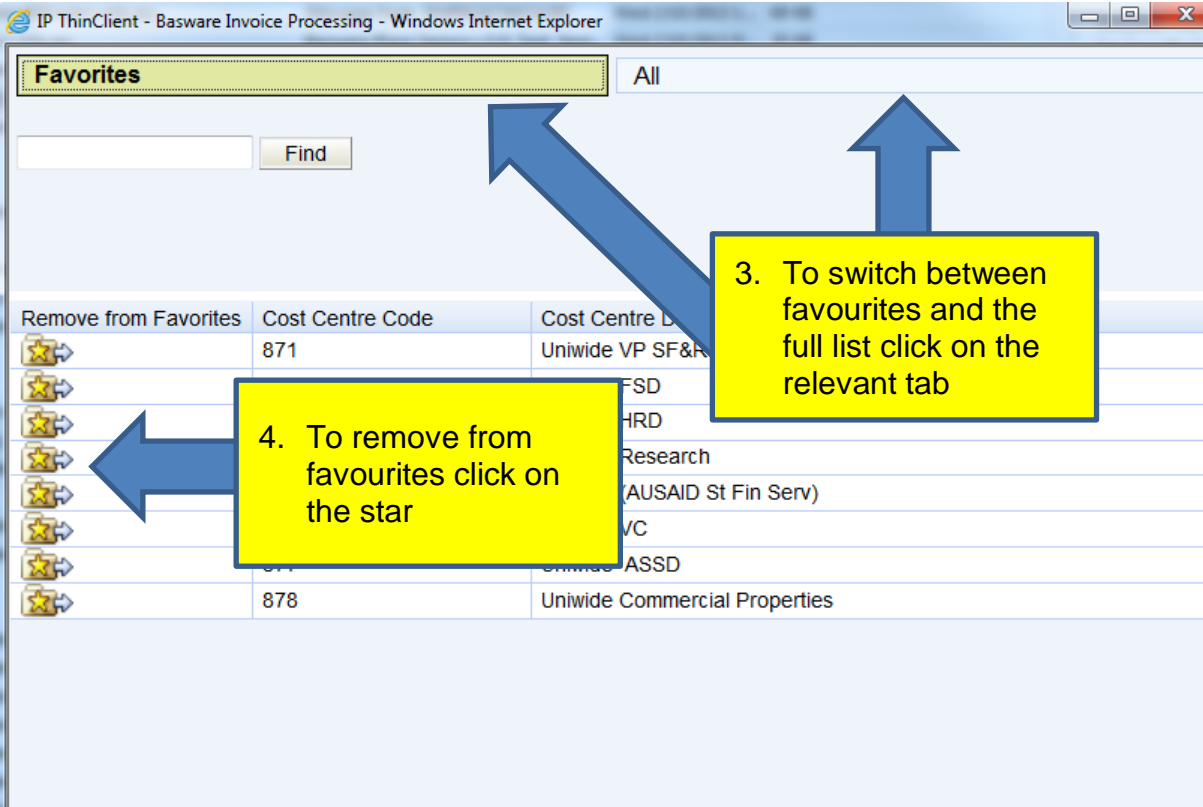 IP ThinClient - Basware Invoice Processing - Windows Internet Explorer
Favorites All
Find
3. To switch between
favourites and the
full list click on the
relevant tab
Remove from Favorites Cost Centre Code Cost Centre
871 Uniwide VP SF&R
FSD
HRD
4. To remove from
favourites click on
the star
Research
(AUSAID St Fin Serv)
VC
ASSD
878 Uniwide Commercial Properties